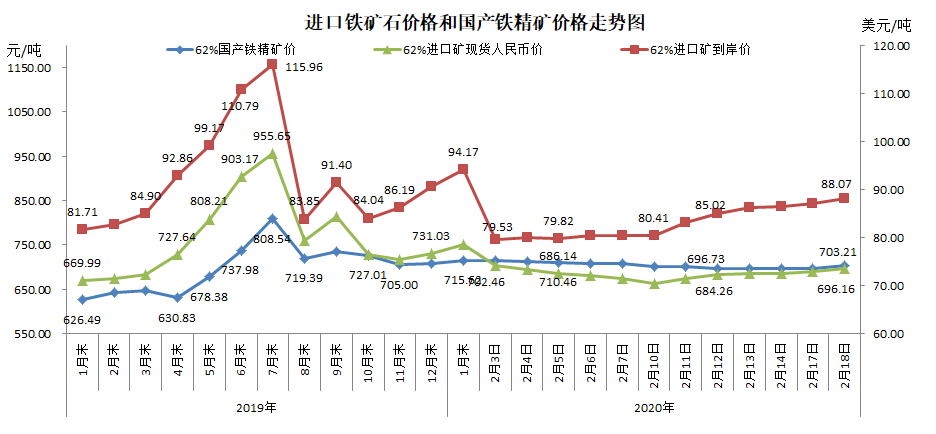 进口铁矿石价格和国产铁精矿价格走势图
元/吨
美元/吨
62%国产铁精矿价
62%进口矿现货人民币价
62%进口矿到岸价
1150.00
1050.00
950.00
850.00
750.00
650.00
550.00
120.00
110.00
100.00
90.00
80.00
70.00
60.00
81.71
84.90
92.86
99.17
110.79
115.96
83.85
91.40
84.04
86.19
94.17
79.53
79.82
80.41
85.02
88.07
669.99
727.64
808.21
903.17
955.65
727.01
731.03
702.46
686.14
684.26
696.16
626.49
630.83
678.38
737.98
808.54
719.39
705.00
715.62
710.46
696.73
703.21
1月末
2月末
3月末
4月末
5月末
6月末
7月末
8月末
9月末
10月末
11月末
12月末
1月末
2月3日
2月4日
2月5日
2月6日
2月7日
2月10日
2月11日
2月12日
2月13日
2月14日
2月17日
2月18日
2019年
2020年